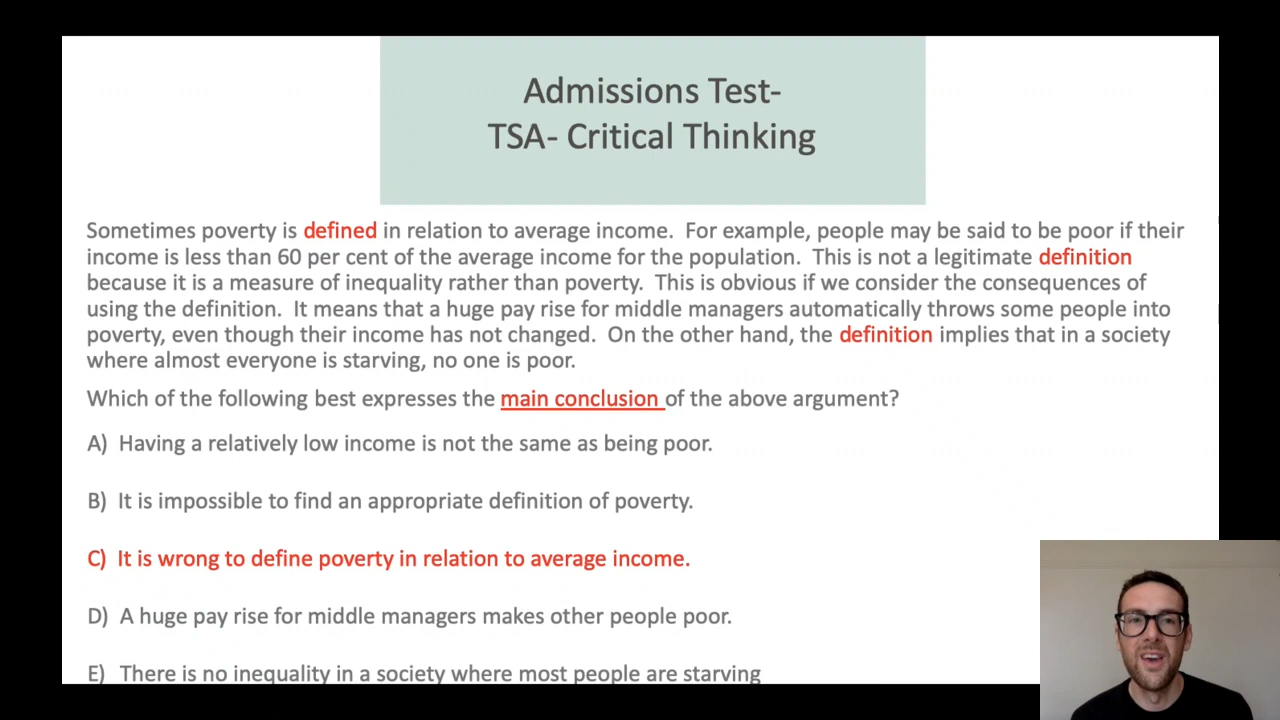 Admissions Test-
TSA- Critical Thinking
Sometimes poverty is defined in relation to average income.  For example, people may be said to be poor if their
income is less than 60 per cent of the average income for the population.  This is not a legitimate definition
because it is a measure of inequality rather than poverty.  This is obvious if we consider the consequences of
using the definition.  It means that a huge pay rise for middle managers automatically throws some people into
poverty, even though their income has not changed.  On the other hand, the definition implies that in a society
where almost everyone is starving, no one is poor.
Which of the following best expresses the main conclusion of the above argument?
A)  Having a relatively low income is not the same as being poor.
B)  It is impossible to find an appropriate definition of poverty.
C)  It is wrong to define poverty in relation to average income.
D)  A huge pay rise for middle managers makes other people poor.
E)  There is no inequality in a society where most people are starving